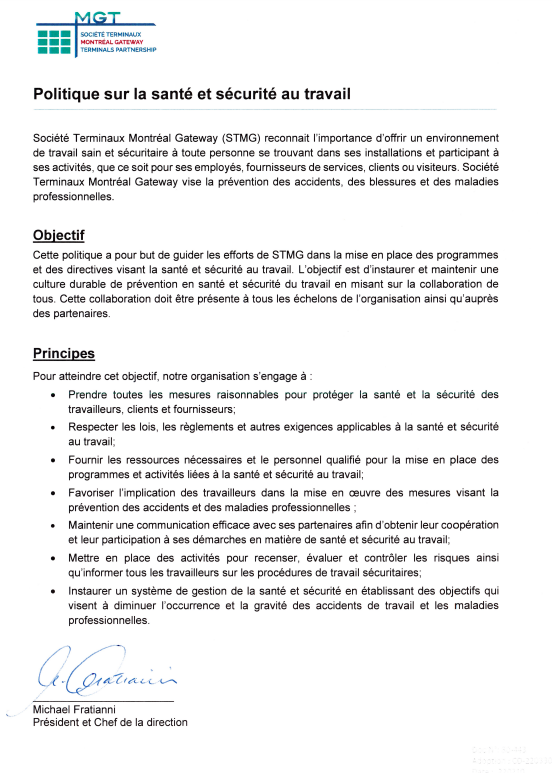 MGT
SOCIÉTÉ TERMINAUX
MONTRÉAL GATEWAY
TERMINALS PARTNERSHIP
Politique sur la santé et sécurité au travail
Société Terminaux Montréal Gateway (STMG) reconnait l'importance d'offrir un environnement
de travail sain et sécuritaire à toute personne se trouvant dans ses installations et participant à
ses activités, que ce soit pour ses employés, fournisseurs de services, clients ou visiteurs. Société
Terminaux Montréal Gateway vise la prévention des accidents, des blessures et des maladies
professionnelles.
Objectif
Cette politique a pour but de guider les efforts de STMG dans la mise en place des programmes
et des directives visant la santé et sécurité au travail. L'objectif est d'instaurer et maintenir une
culture durable de prévention en santé et sécurité du travail en misant sur la collaboration de
tous. Cette collaboration doit être présente à tous les échelons de l'organisation ainsi qu'auprès
des partenaires.
Principes
Pour atteindre cet objectif, notre organisation s'engage à :
• Prendre toutes les mesures raisonnables pour protéger la santé et la sécurité des
travailleurs, clients et fournisseurs;
• Respecter les lois, les règlements et autres exigences applicables à la santé et sécurité
au travail;
• Fournir les ressources nécessaires et le personnel qualifié pour la mise en place des
programmes et activités liées à la santé et sécurité au travail;
• Favoriser l'implication des travailleurs dans la mise en œuvre des mesures visant la
prévention des accidents et des maladies professionnelles ;
• Maintenir une communication efficace avec ses partenaires afin d'obtenir leur coopération
et leur participation à ses démarches en matière de santé et sécurité au travail;
• Mettre en place des activités pour recenser, évaluer et contrôler les risques ainsi
qu'informer tous les travailleurs sur les procédures de travail sécuritaires;
• Instaurer un système de gestion de la santé et sécurité en établissant des objectifs qui
visent à diminuer l'occurrence et la gravité des accidents de travail et les maladies
professionnelles.
Michael Fratianni
Président et Chef de la direction